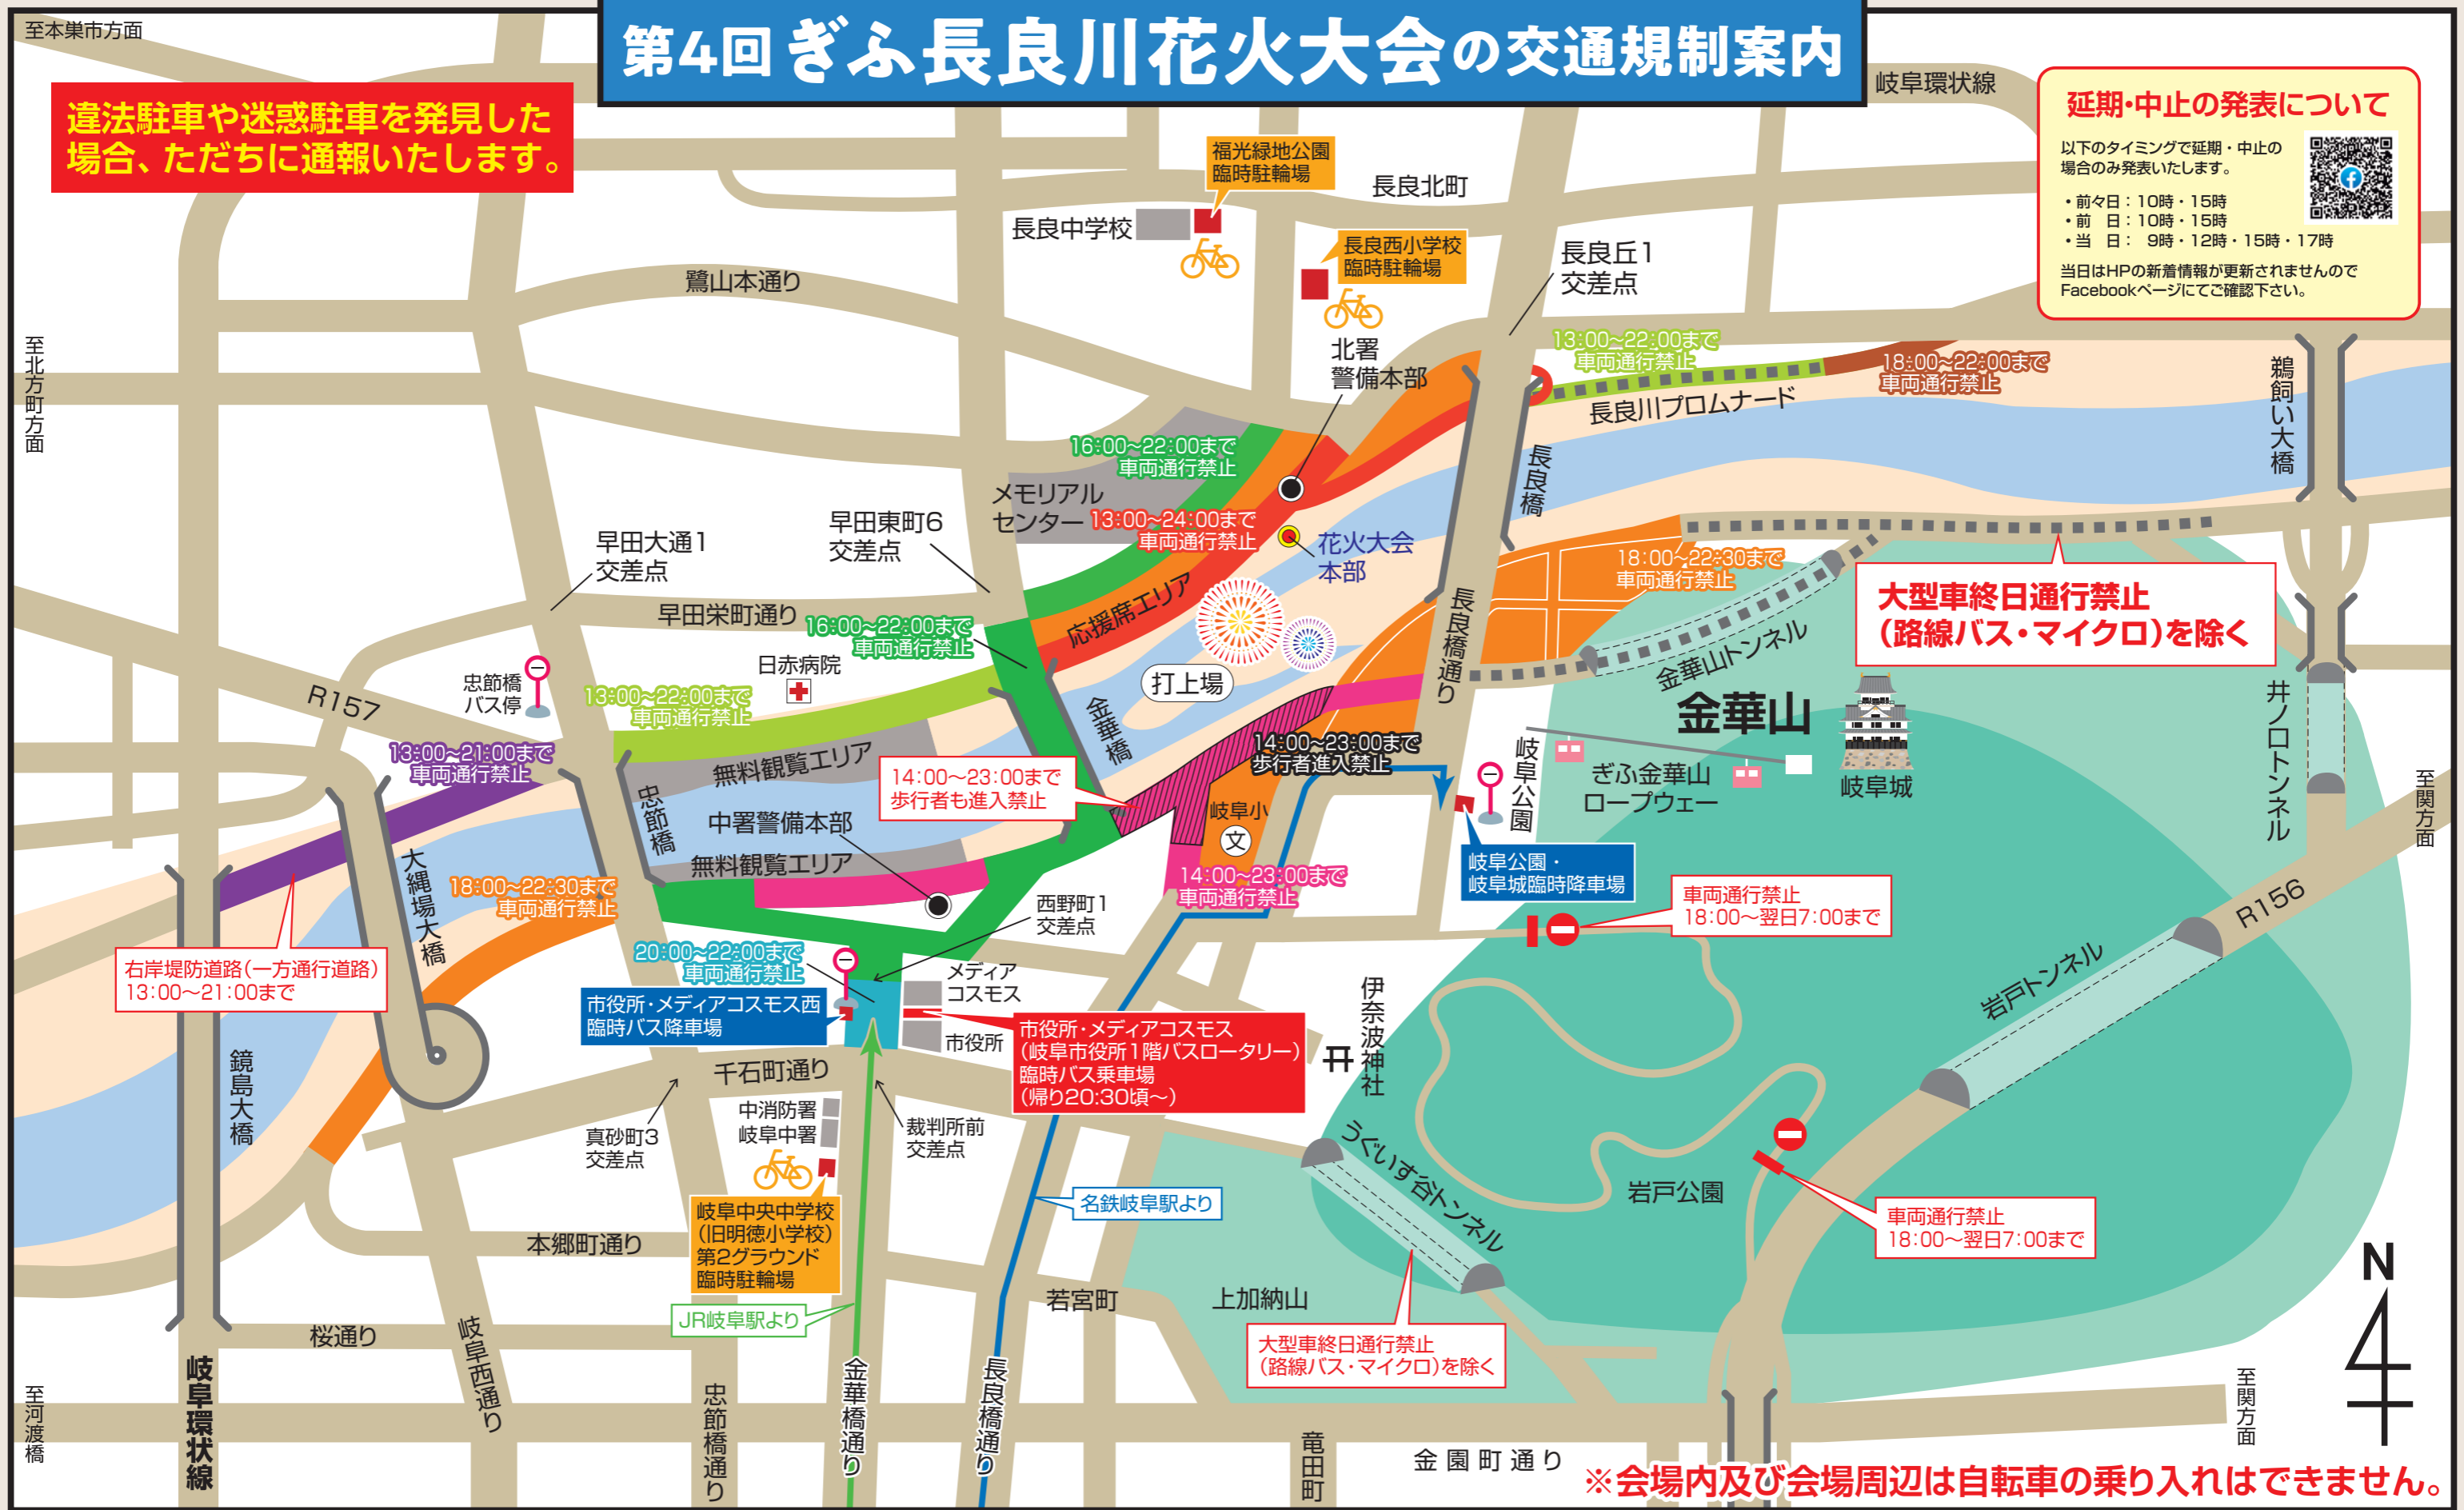 第4回 ぎふ長良川花火大会の交通規制案内
至本巣市方面
違法駐車や迷惑駐車を発見した
場合、ただちに通報いたします。
岐阜環状線
延期・中止の発表について
以下のタイミングで延期・中止の
場合のみ発表いたします。
・前々日：10時・15時
・前　日：10時・15時
・当　日：　9時・12時・15時・17時
当日はHPの新着情報が更新されませんので
Facebookページにてご確認下さい。
福光緑地公園
臨時駐輪場
長良北町
長良中学校
長良西小学校
臨時駐輪場
長良丘1
交差点
鷺山本通り
至北方町方面
北署
警備本部
13:00~22:00まで
車両通行禁止
18:00~22:00まで
車両通行禁止
長良川プロムナード
鵜飼い大橋
16:00~22:00まで
車両通行禁止
メモリアル
センター
13:00~24:00まで
車両通行禁止
長良橋
早田東町6
交差点
早田大通1
交差点
花火大会
本部
18:00~22:30まで
車両通行禁止
大型車終日通行禁止
（路線バス・マイクロ）を除く
早田栄町通り
応援席エリア
16:00~22:00まで
車両通行禁止
長良橋通り
金華山トンネル
日赤病院
打上場
忠節橋
バス停
R157
13:00~22:00まで
車両通行禁止
金華橋
金華山
井ノ口トンネル
13:00~21:00まで
車両通行禁止
無料観覧エリア
14:00〜23:00まで
歩行者も進入禁止
14:00~23:00まで
歩行者進入禁止
岐阜公園
ぎふ金華山
ロープウェー
岐阜城
至関方面
忠節橋
中署警備本部
岐阜小
文
無料観覧エリア
大縄場大橋
18:00~22:30まで
車両通行禁止
14:00~23:00まで
車両通行禁止
岐阜公園・
岐阜城臨時降車場
車両通行禁止
18:00〜翌日7:00まで
R156
西野町1
交差点
右岸堤防道路（一方通行道路）
13:00〜21:00まで
20:00~22:00まで
車両通行禁止
メディア
コスモス
市役所・メディアコスモス西
臨時バス降車場
市役所
市役所・メディアコスモス
（岐阜市役所1階バスロータリー）
臨時バス乗車場
（帰り20:30頃〜）
伊奈波神社
岩戸トンネル
鏡島大橋
千石町通り
中消防署
岐阜中署
真砂町3
交差点
裁判所前
交差点
うぐいす谷トンネル
岩戸公園
名鉄岐阜駅より
岐阜中央中学校
（旧明徳小学校）
第2グラウンド
臨時駐輪場
車両通行禁止
18:00〜翌日7:00まで
本郷町通り
JR岐阜駅より
若宮町
上加納山
大型車終日通行禁止
（路線バス・マイクロ）を除く
N
桜通り
岐阜西通り
至河渡橋
岐阜環状線
忠節橋通り
金華橋通り
長良橋通り
竜田町
金園町通り
至関方面
※会場内及び会場周辺は自転車の乗り入れはできません。